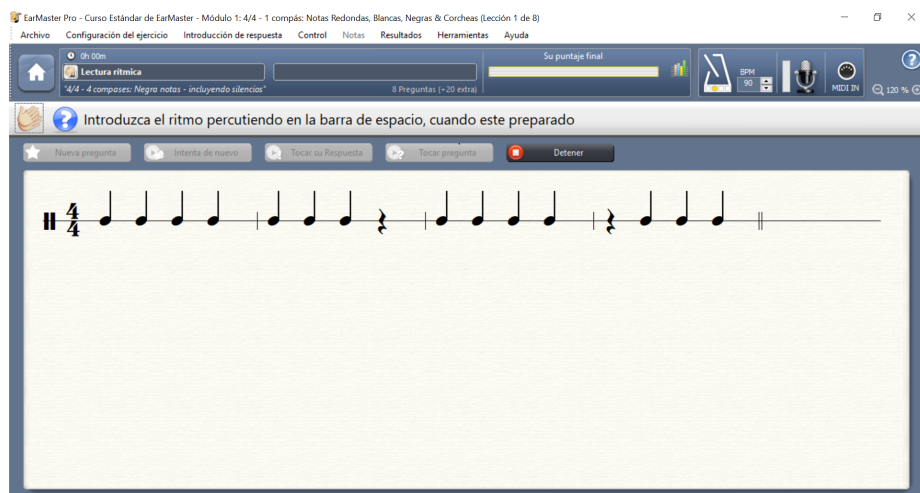 EarMaster Pro - Curso Estándar de EarMaster - Módulo 1: 4/4 - 1 compás: Notas Redondas, Blancas, Negras & Corcheas (Lección 1 de 8)
Archivo Configuración del ejercicio Introducción de respuesta Control Notas Resultados Herramientas Ayuda
0h 00m
Su puntaje final
Lectura rítmica
BPM
90
"4/4 - 4 compases: Negra notas - incluyendo silencios"
8 Preguntas (+20 extra)
MIDI IN
120 %
Introduzca el ritmo percutiendo en la barra de espacio, cuando este preparado
Nueva pregunta Intenta de nuevo Tocar su Respuesta Tocar pregunta Detener
4
4